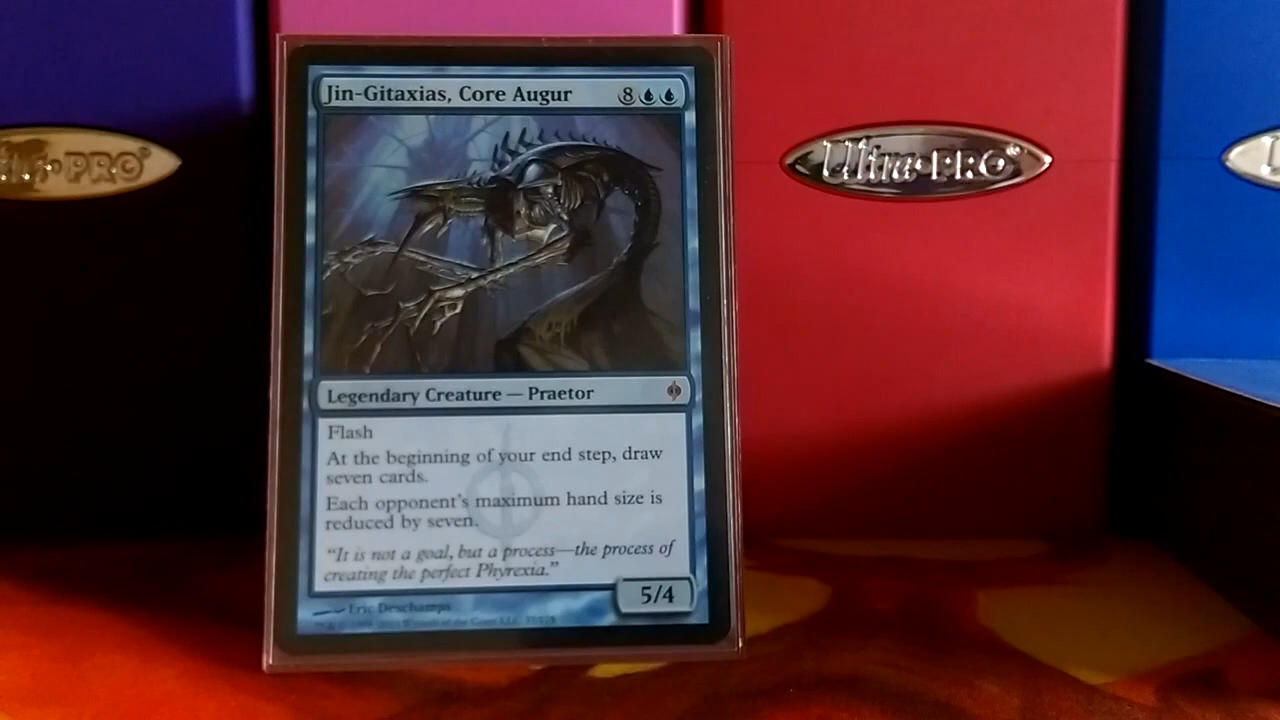 Jin-Gitaxias, Core Augur 8
Ultra·PRO®
PRO®
Legendary Creature — Praetor
Flash
At the beginning of your end step, draw
seven cards.
Each opponent's maximum hand size is
reduced by seven.
"It is not a goal, but a process—the process of
creating the perfect Phyrexia."
5/4
Eric Deschamps